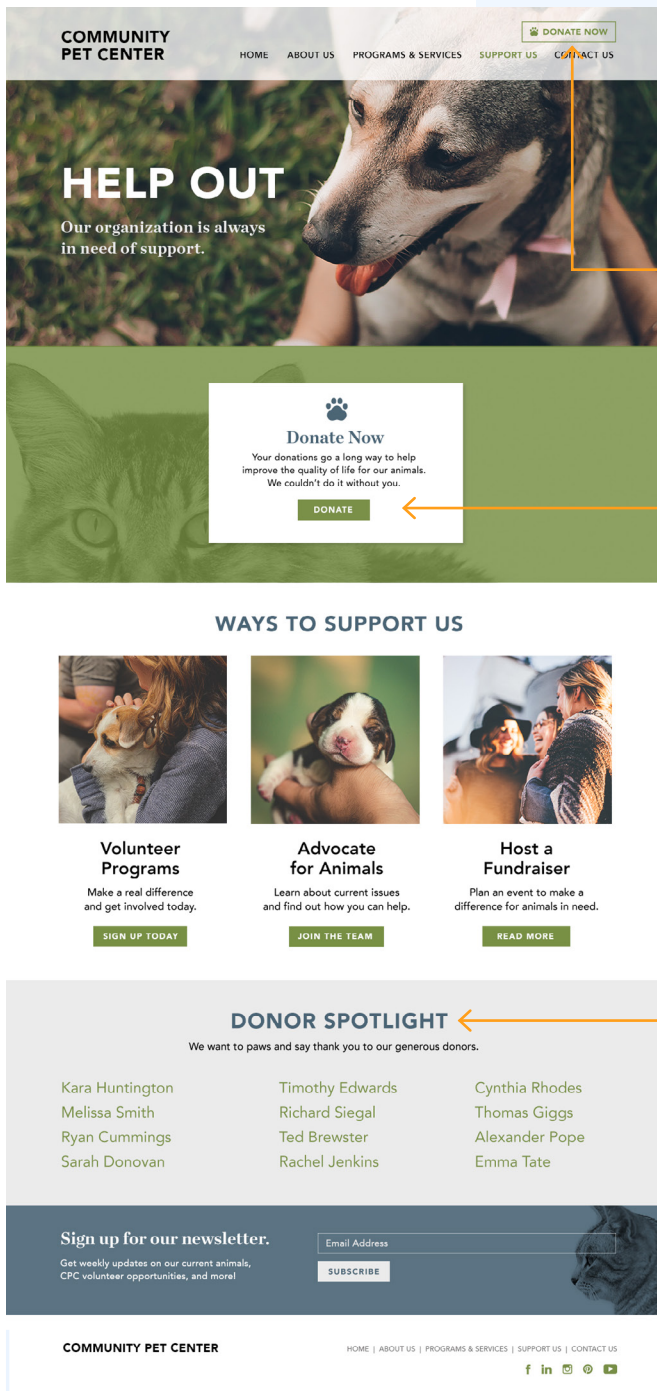 COMMUNITY
PET CENTER
DONATE NOW
HOME ABOUT US PROGRAMS & SERVICES SUPPORT US CONTACT US
HELP OUT
Our organization is always
in need of support.
Donate Now
Your donations go a long way to help
improve the quality of life for our animals.
We couldn't do it without you.
DONATE
WAYS TO SUPPORT US
Volunteer
Programs
Make a real difference
and get involved today.
SIGN UP TODAY
Advocate
for Animals
Learn about current issues
and find out how you can help.
JOIN THE TEAM
Host a
Fundraiser
Plan an event to make a
difference for animals in need.
READ MORE
DONOR SPOTLIGHT
We want to paws and say thank you to our generous donors.
Kara Huntington
Melissa Smith
Ryan Cummings
Sarah Donovan
Timothy Edwards
Richard Siegal
Ted Brewster
Rachel Jenkins
Cynthia Rhodes
Thomas Giggs
Alexander Pope
Emma Tate
Sign up for our newsletter.
Get weekly updates on our current animals,
CPC volunteer opportunities, and more!
Email Address
SUBSCRIBE
COMMUNITY PET CENTER
HOME | ABOUT US | PROGRAMS & SERVICES | SUPPORT US | CONTACT US